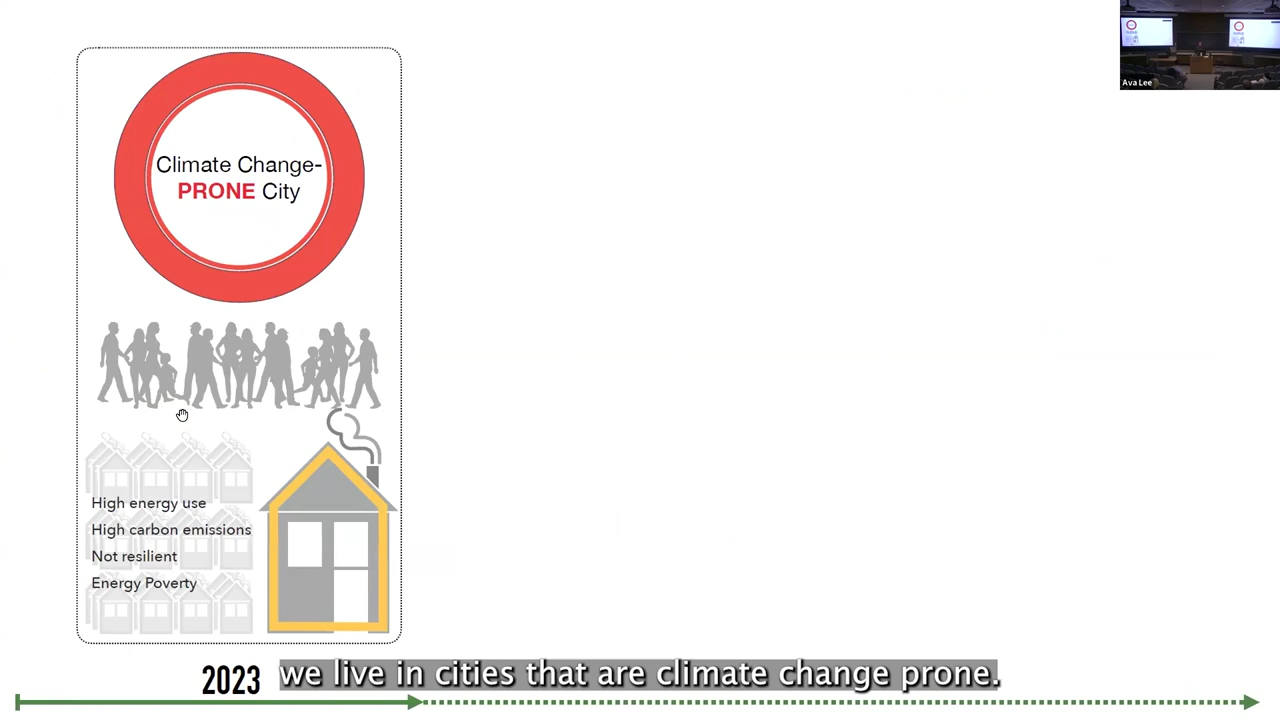 Ava Lee
Climate Change-
PRONE City
High energy use
High carbon emissions
Not resilient
Energy Poverty
2023
we live in cities that are climate change prone.